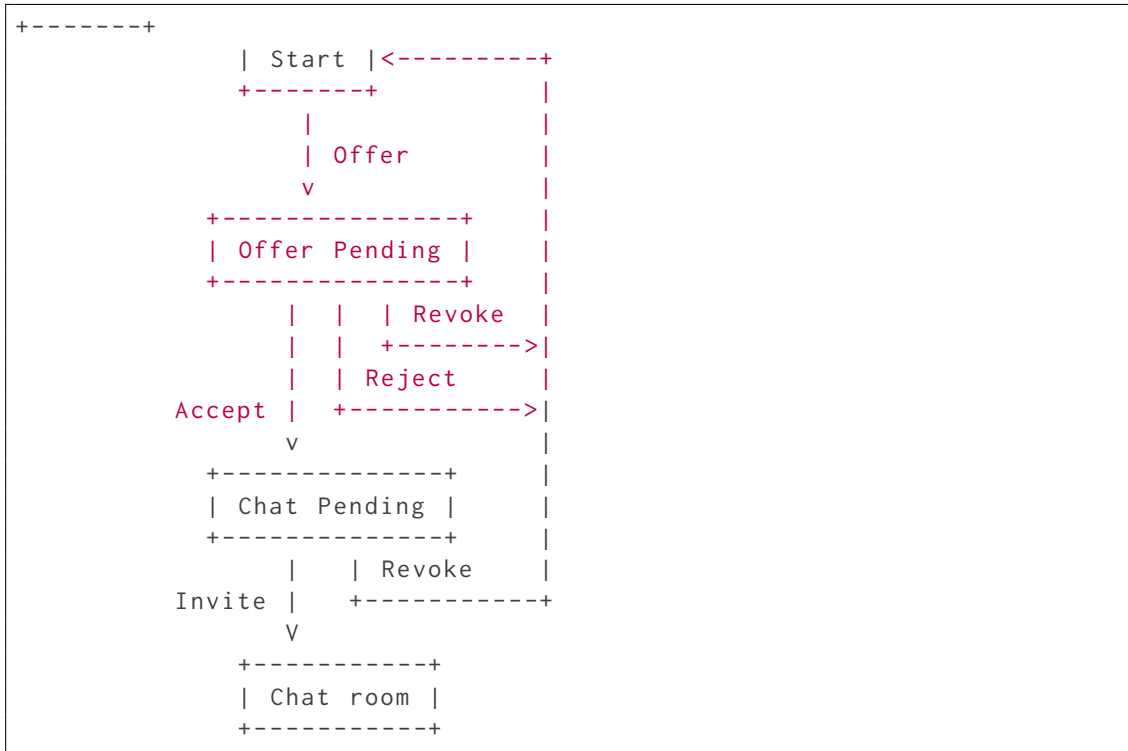 +-------+
              | Start |<---------+
              +-------+          |
                  |              |
                  | Offer        |
                  v              |
            +---------------+    |
            | Offer Pending |    |
            +---------------+    |
                 |  |  | Revoke  |
                 |  |  +-------->|
                 |  | Reject     |
          Accept |  +----------->|
                 v               |
            +--------------+     |
            | Chat Pending |     |
            +--------------+     |
                 |   | Revoke    |
          Invite |   +-----------+
                 V
              +-----------+
              | Chat room |
              +-----------+